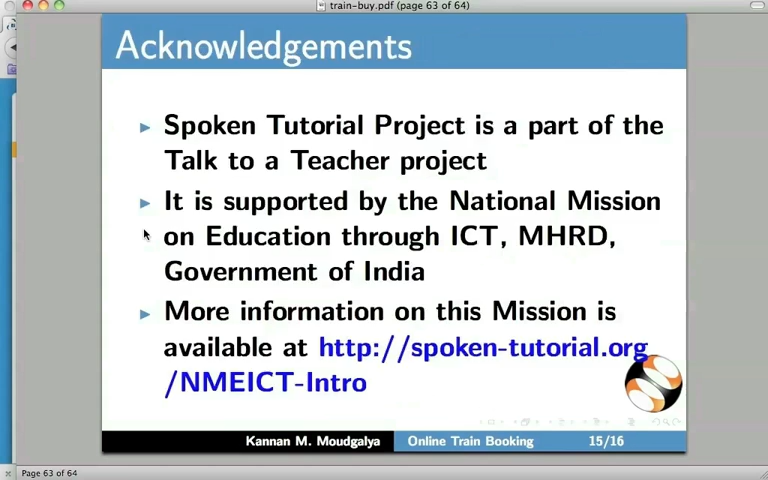 train-buy.pdf (page 63 of 64)
Acknowledgements
Spoken Tutorial Project is a part of the
Talk to a Teacher project
It is supported by the National Mission
on Education through ICT, MHRD,
Government of India
More information on this Mission is
available at http://spoken-tutorial.org
/NMEICT-Intro
Kannan M. Moudgalya Online Train Booking 15/16
Page 63 of 64